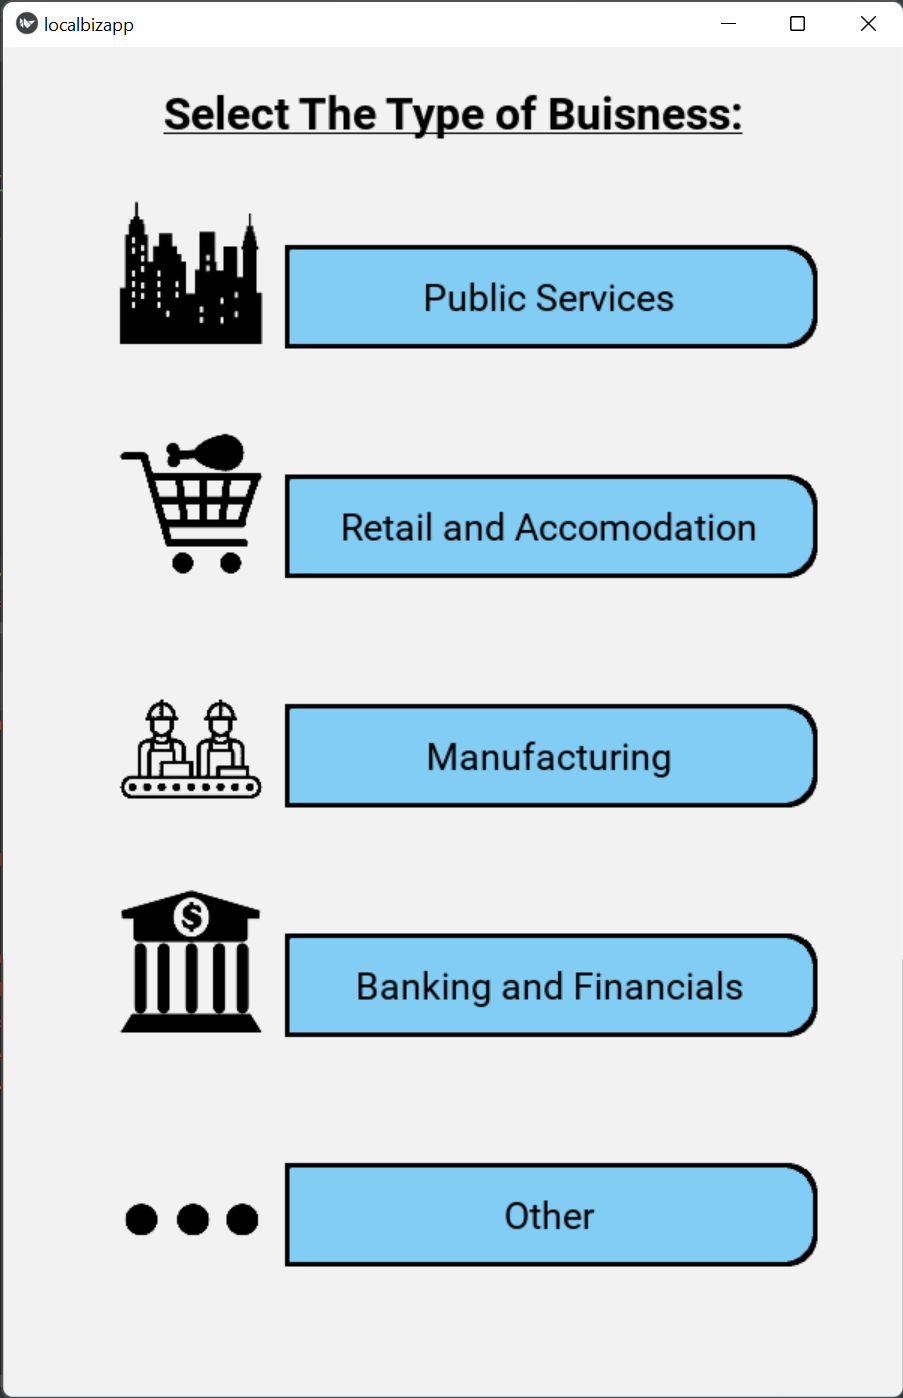 localbizapp
Select The Type of Buisness:
Public Services
$
Retail and Accomodation
Manufacturing
Banking and Financials
Other